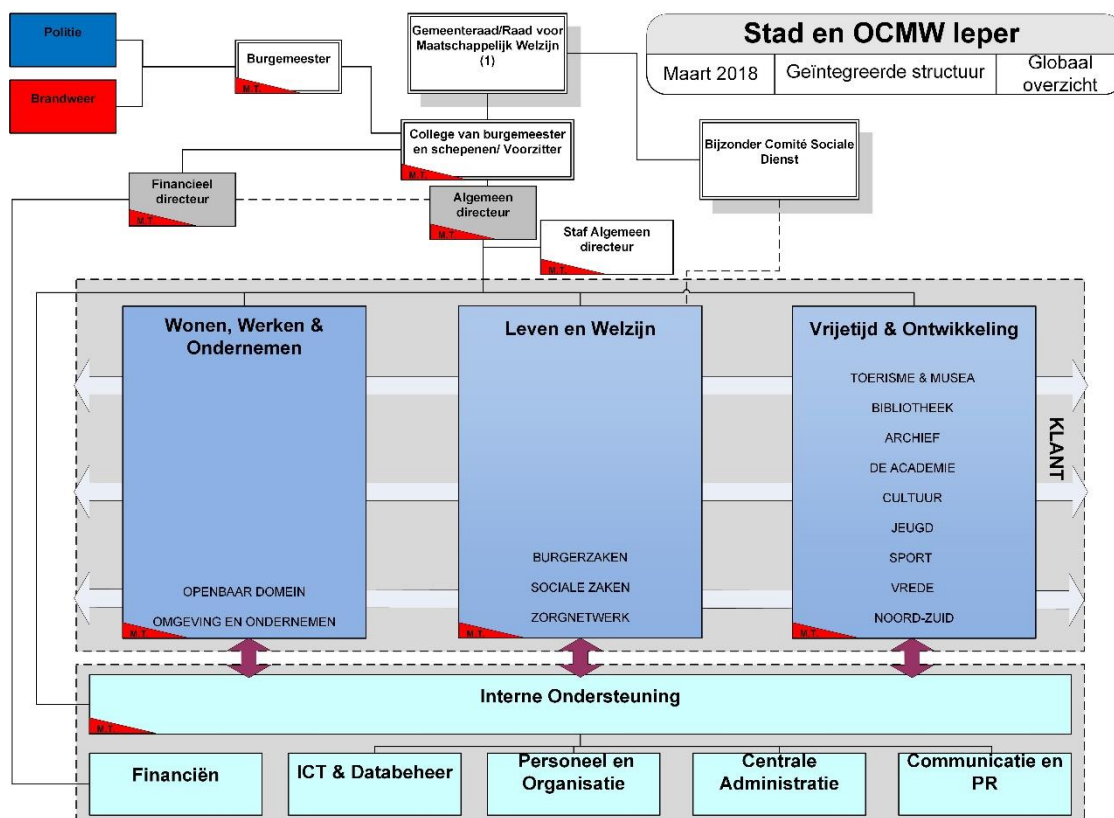 Politie
Brandweer
Burgemeester
M.T.
Gemeenteraad/Raad voor
Maatschappelijk Welzijn
(1)
Stad en OCMW Ieper
Maart 2018
Geïntegreerde structuur
Globaal
overzicht
College van burgemeester
en schepenen/ Voorzitter
M.T.
Bijzonder Comité Sociale
Dienst
Financieel
directeur
M.T.
Algemeen
directeur
M.T.
Staf Algemeen
directeur
M.T.
Wonen, Werken &
Ondernemen
OPENBAAR DOMEIN
OMGEVING EN ONDERNEMEN
M.T.
Leven en Welzijn
BURGERZAKEN
SOCIALE ZAKEN
ZORGNETWERK
M.T.
Vrijetijd & Ontwikkeling
TOERISME & MUSEA
BIBLIOTHEEK
ARCHIEF
DE ACADEMIE
CULTUUR
JEUGD
SPORT
VREDE
NOORD-ZUID
M.T.
KLANT
Interne Ondersteuning
M.T.
Financiën
ICT & Databeheer
Personeel en
Organisatie
Centrale
Administratie
Communicatie en
PR